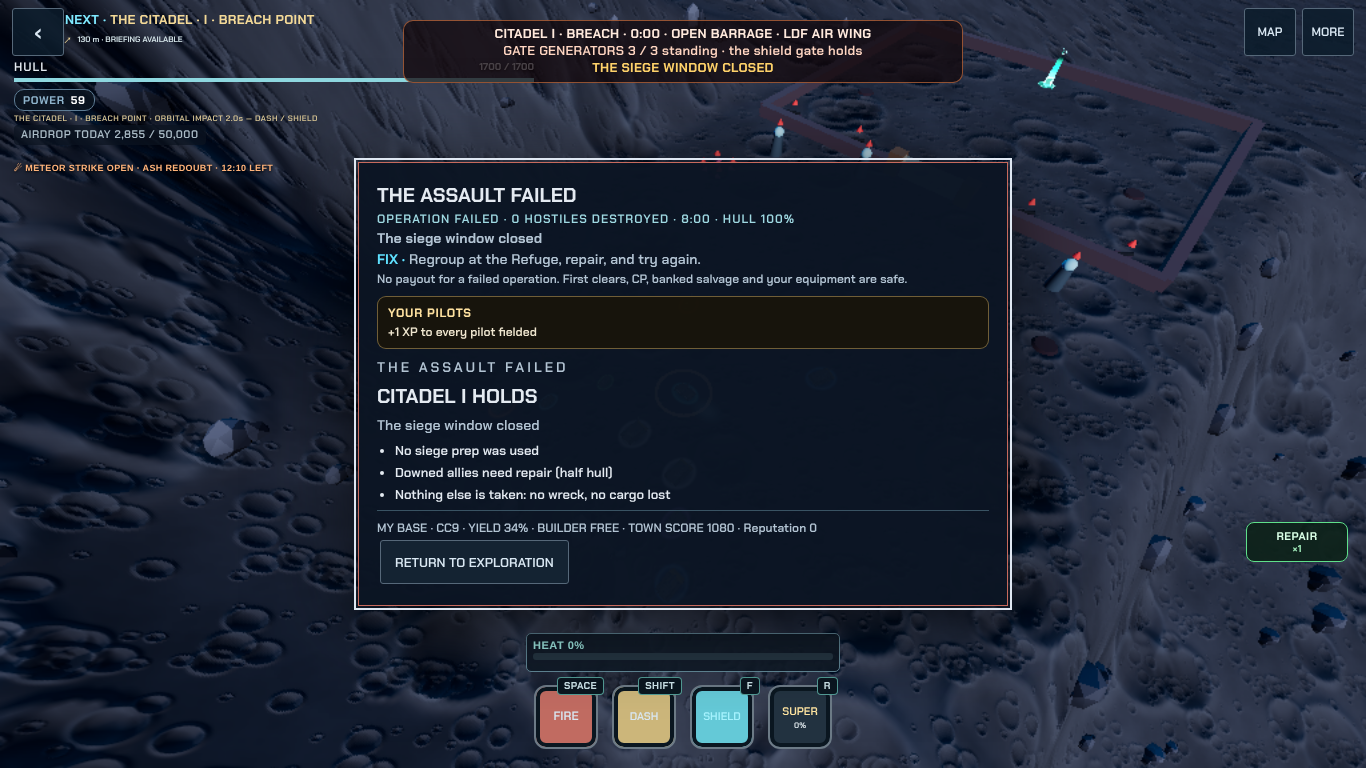 ‹
NEXT · THE CITADEL · I · BREACH POINT
130 m · BRIEFING AVAILABLE
HULL
1700 / 1700
POWER 59
THE CITADEL · I · BREACH POINT · ORBITAL IMPACT 2.0s — DASH / SHIELD
AIRDROP TODAY 2,855 / 50,000
METEOR STRIKE OPEN · ASH REDOUBT · 12:10 LEFT
CITADEL I · BREACH · 0:00 · OPEN BARRAGE · LDF AIR WING
GATE GENERATORS 3 / 3 standing · the shield gate holds
THE SIEGE WINDOW CLOSED
MAP
MORE
THE ASSAULT FAILED
OPERATION FAILED · 0 HOSTILES DESTROYED · 8:00 · HULL 100%
The siege window closed
FIX · Regroup at the Refuge, repair, and try again.
No payout for a failed operation. First clears, CP, banked salvage and your equipment are safe.
YOUR PILOTS
+1 XP to every pilot fielded
THE ASSAULT FAILED
CITADEL I HOLDS
The siege window closed
• No siege prep was used
• Downed allies need repair (half hull)
• Nothing else is taken: no wreck, no cargo lost
MY BASE · CC9 · YIELD 34% · BUILDER FREE · TOWN SCORE 1080 · Reputation 0
RETURN TO EXPLORATION
REPAIR
×1
HEAT 0%
SPACE
FIRE
SHIFT
DASH
F
SHIELD
R
SUPER
0%